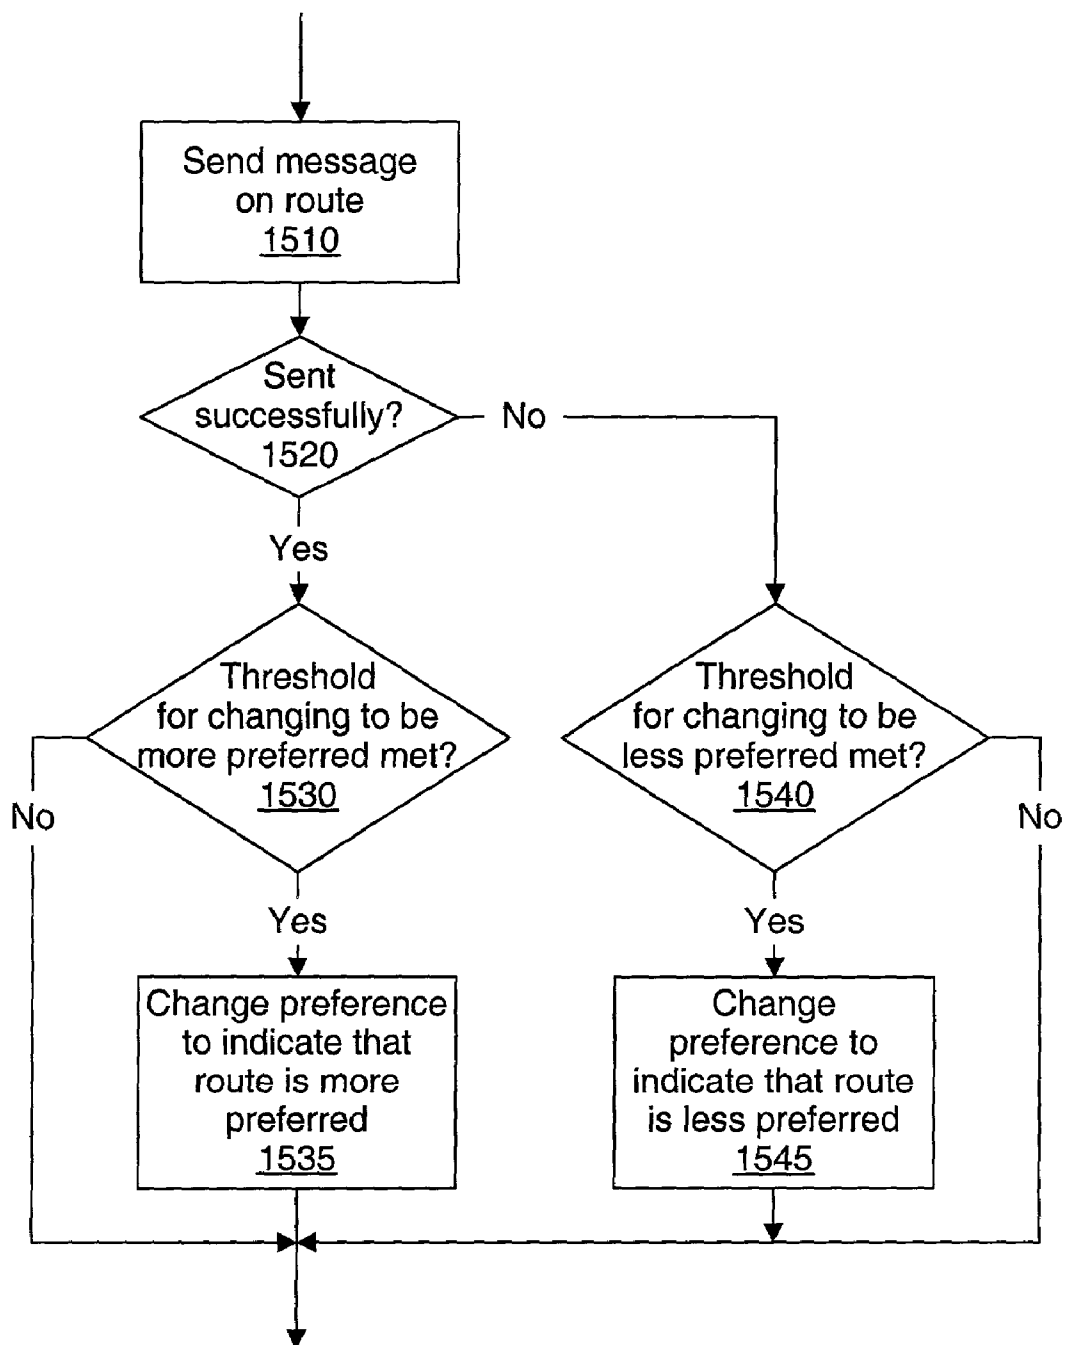 Send message
on route
1510
Sent
successfully?
1520
No
Yes
Threshold
for changing to be
more preferred met?
1530
Threshold
for changing to be
less preferred met?
1540
No
No
Yes
Yes
Change preference
to indicate that
route is more
preferred
1535
Change
preference to
indicate that route
is less preferred
1545